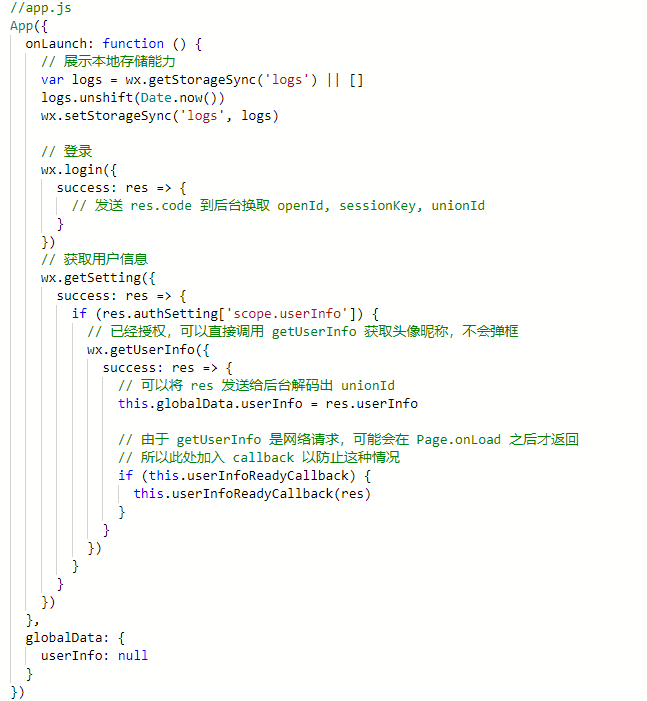 //app.js
App({
  onLaunch: function () {
    // 展示本地存储能力
    var logs = wx.getStorageSync('logs') || []
    logs.unshift(Date.now())
    wx.setStorageSync('logs', logs)

    // 登录
    wx.login({
      success: res => {
        // 发送 res.code 到后台换取 openId, sessionKey, unionId
      }
    })
    // 获取用户信息
    wx.getSetting({
      success: res => {
        if (res.authSetting['scope.userInfo']) {
          // 已经授权，可以直接调用 getUserInfo 获取头像昵称，不会弹框
          wx.getUserInfo({
            success: res => {
              // 可以将 res 发送给后台解码出 unionId
              this.globalData.userInfo = res.userInfo

              // 由于 getUserInfo 是网络请求，可能会在 Page.onLoad 之后才返回
              // 所以此处加入 callback 以防止这种情况
              if (this.userInfoReadyCallback) {
                this.userInfoReadyCallback(res)
              }
            }
          })
        }
      }
    })
  },
  globalData: {
    userInfo: null
  }
})